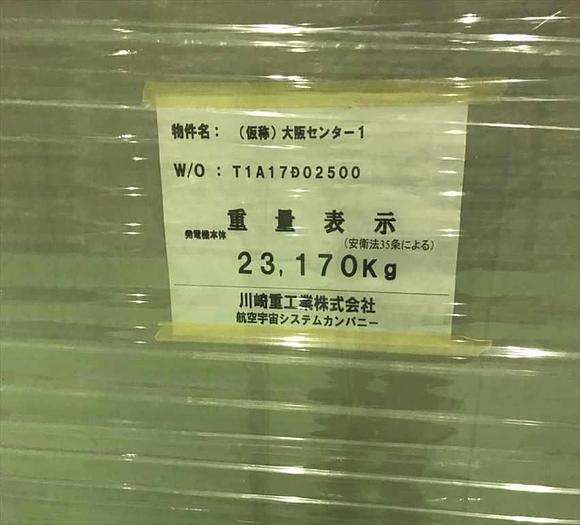 物件名： （仮称）大阪センター1
W/O ： T1A17D02500
重量表示
発電機本体 （安衛法35条による）
23,170Kg
川崎重工業株式会社
航空宇宙システムカンパニー